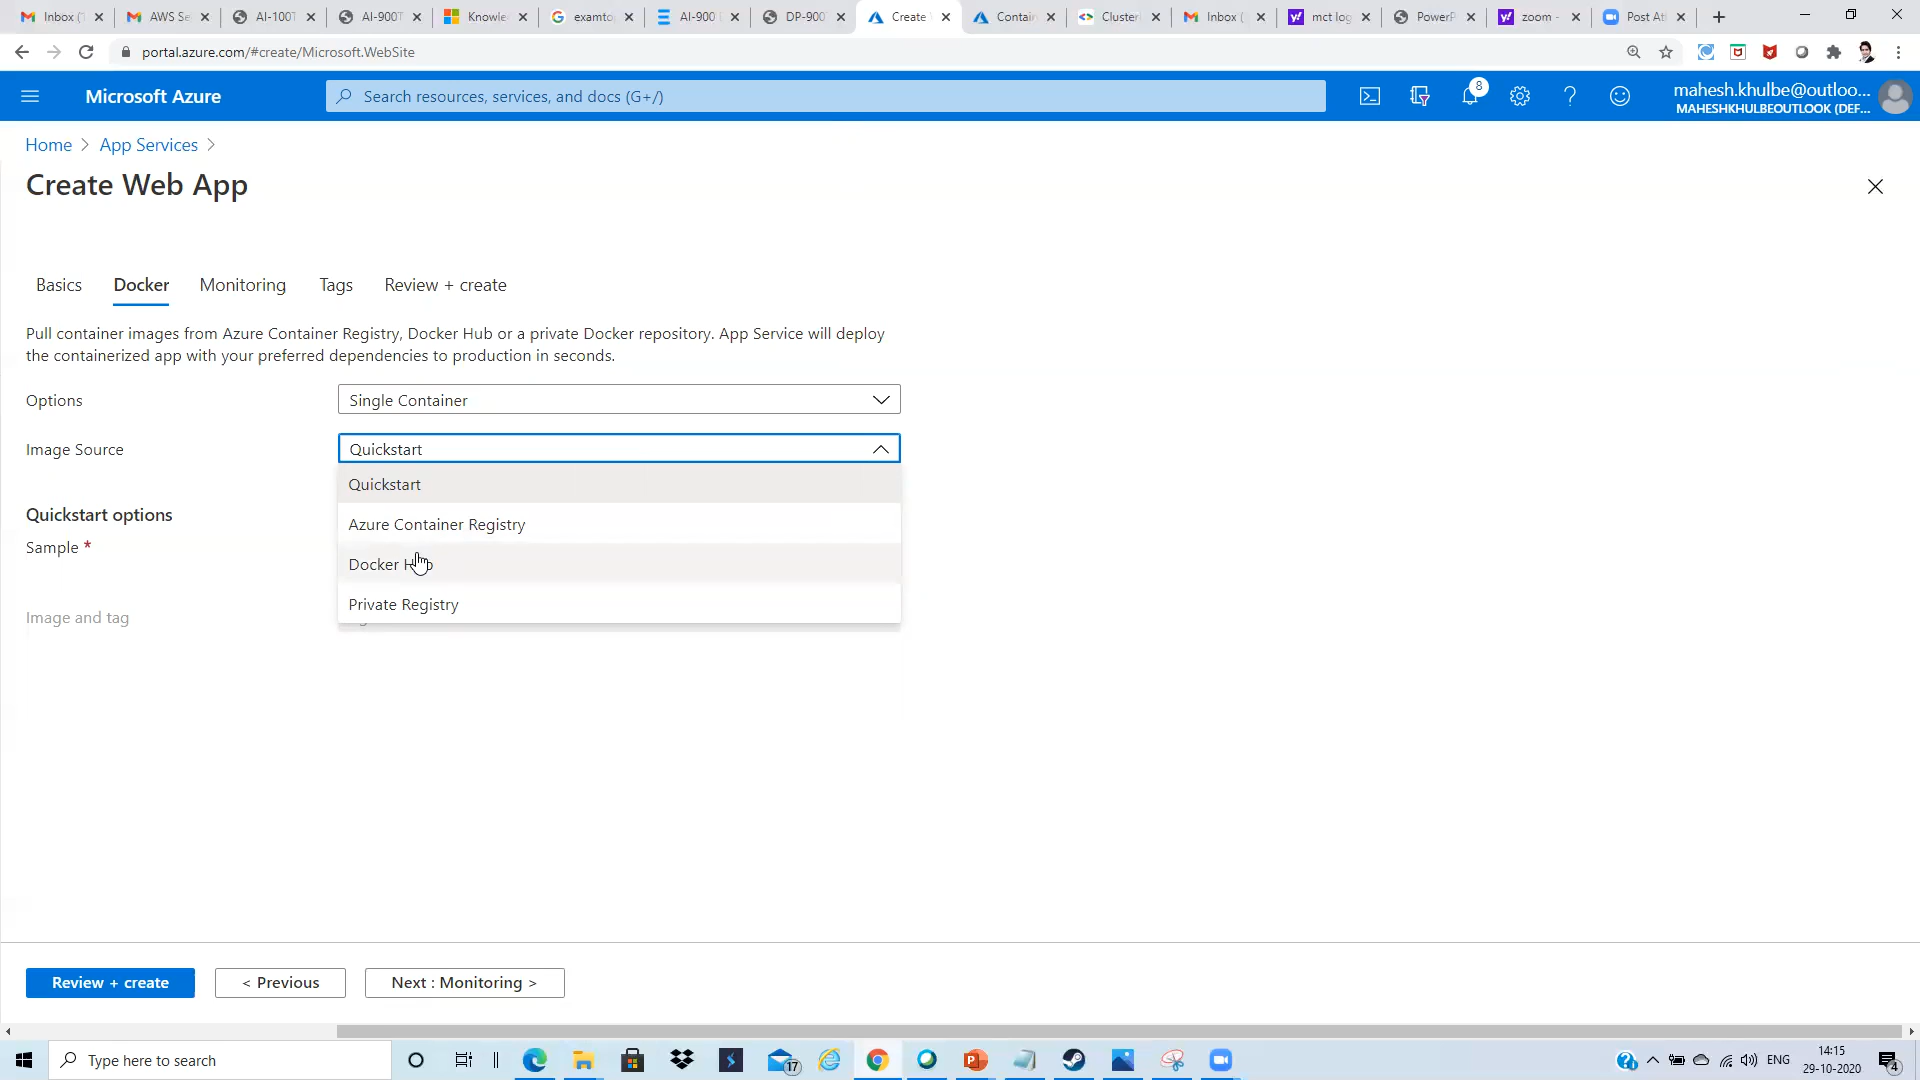 Inbox (
AWS Se
AI-100T
AI-900T
Knowle
examto
AI-900
DP-900
Create
Contain
Cluster
Inbox (
mct log
PowerP
zoom -
Post At
portal.azure.com/#create/Microsoft.WebSite
Microsoft Azure
Search resources, services, and docs (G+/)
8
mahesh.khulbe@outloo...
MAHESHKHULBEOUTLOOK (DEF...
Home > App Services >
Create Web App
Basics
Docker
Monitoring
Tags
Review + create
Pull container images from Azure Container Registry, Docker Hub or a private Docker repository. App Service will deploy
the containerized app with your preferred dependencies to production in seconds.
Options
Single Container
Image Source
Quickstart
Quickstart
Azure Container Registry
Docker Hub
Private Registry
Quickstart options
Sample *
Image and tag
Review + create
< Previous
Next : Monitoring >
Type here to search
17
ENG
14:15
29-10-2020
4